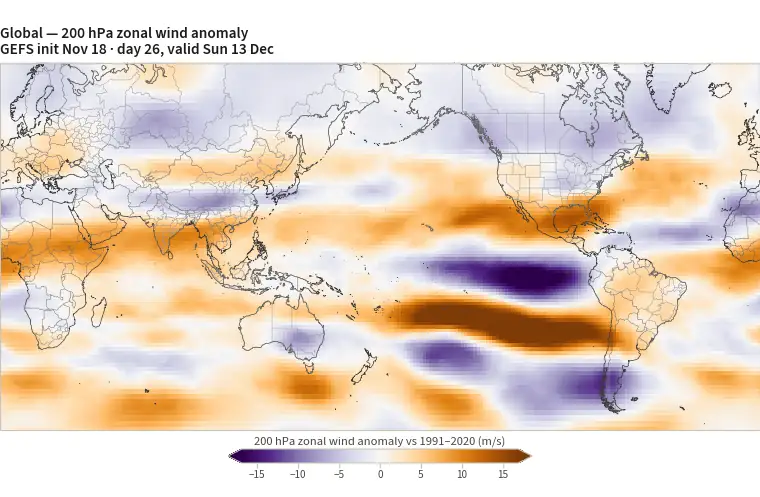 Global — 200 hPa zonal wind anomaly
GEFS init Nov 18 · day 26, valid Sun 13 Dec
200 hPa zonal wind anomaly vs 1991–2020 (m/s)
−15 −10 −5 0 5 10 15